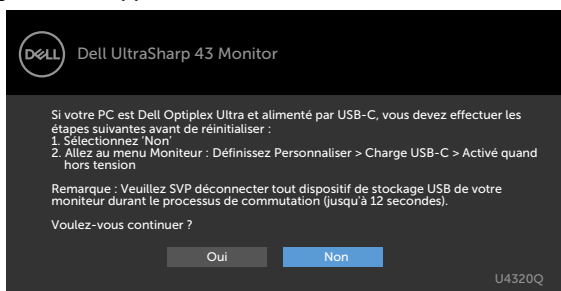 DELL Dell UltraSharp 43 Monitor
Si votre PC est Dell Optiplex Ultra et alimenté par USB-C, vous devez effectuer les
étapes suivantes avant de réinitialiser :
1. Sélectionnez ‘Non’
2. Allez au menu Moniteur : Définissez Personnaliser > Charge USB-C > Activé quand
hors tension
Remarque : Veuillez SVP déconnecter tout dispositif de stockage USB de votre
moniteur durant le processus de commutation (jusqu'à 12 secondes).
Voulez-vous continuer ?
Oui Non
U4320Q